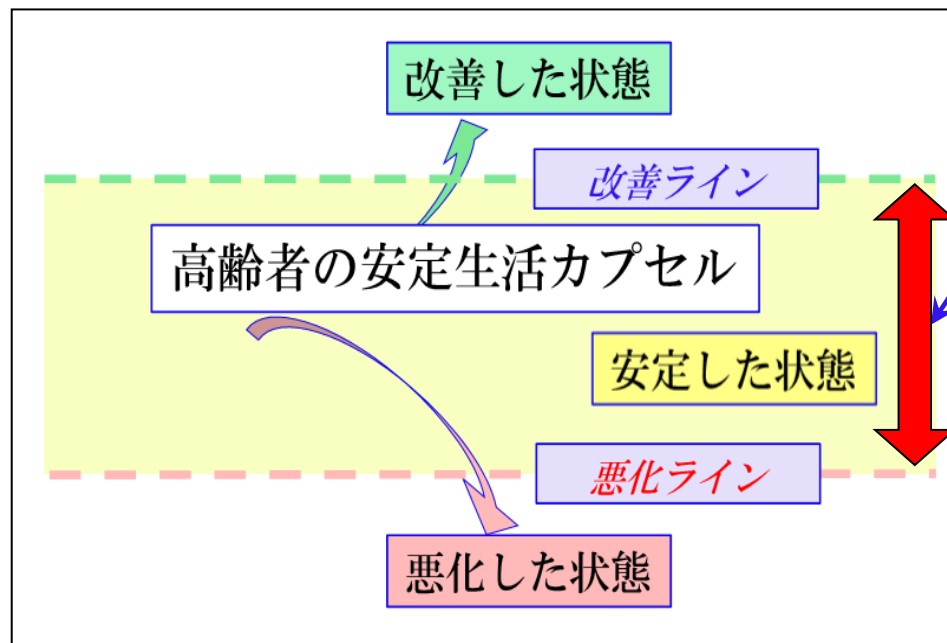 改善した状態
改善ライン
高齢者の安定生活カプセル
安定した状態
悪化ライン
悪化した状態